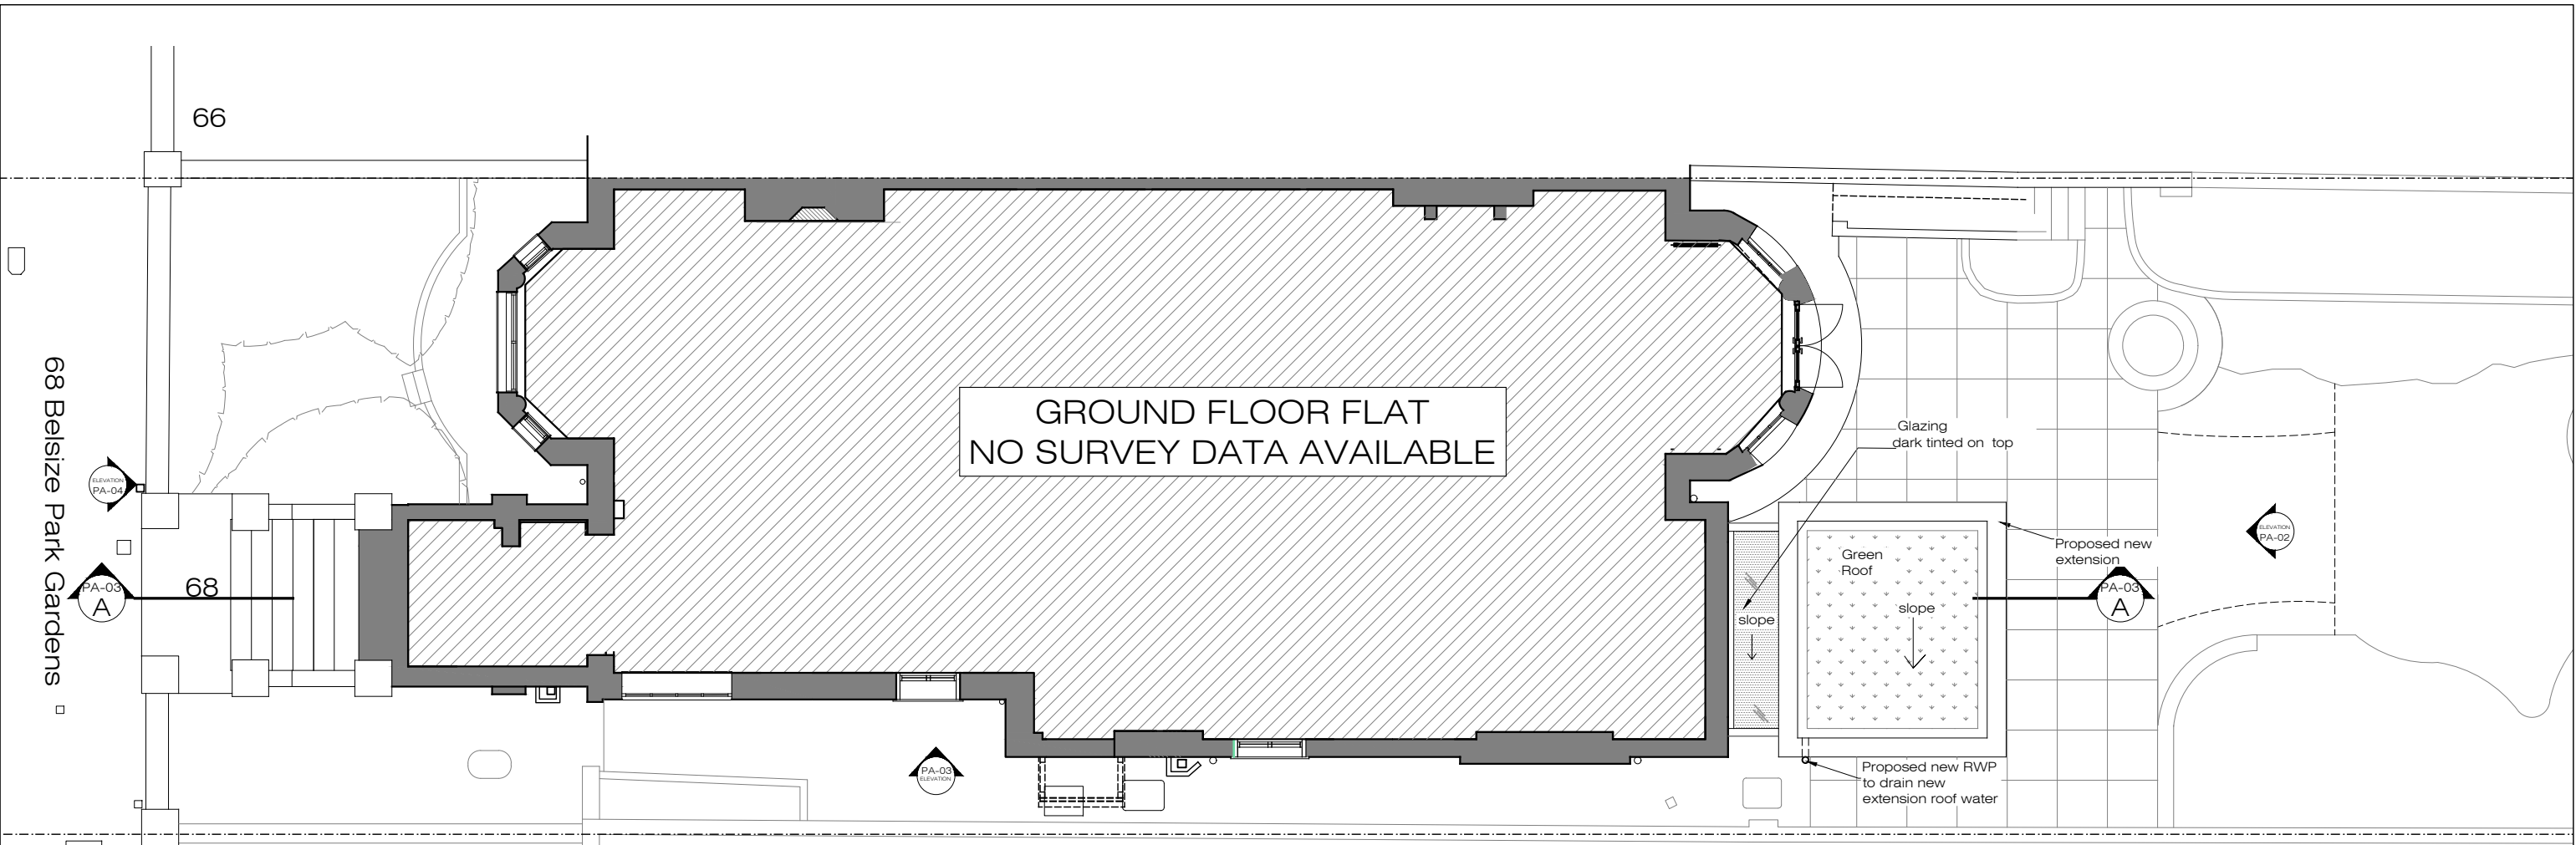 66
68 Belsize Park Gardens
ELEVATION
PA-04
PA-03
A
68
GROUND FLOOR FLAT
NO SURVEY DATA AVAILABLE
PA-03
ELEVATION
Glazing
dark tinted on top
slope
Green
Roof
slope
Proposed new
extension
PA-03
A
ELEVATION
PA-02
Proposed new RWP
to drain new
extension roof water